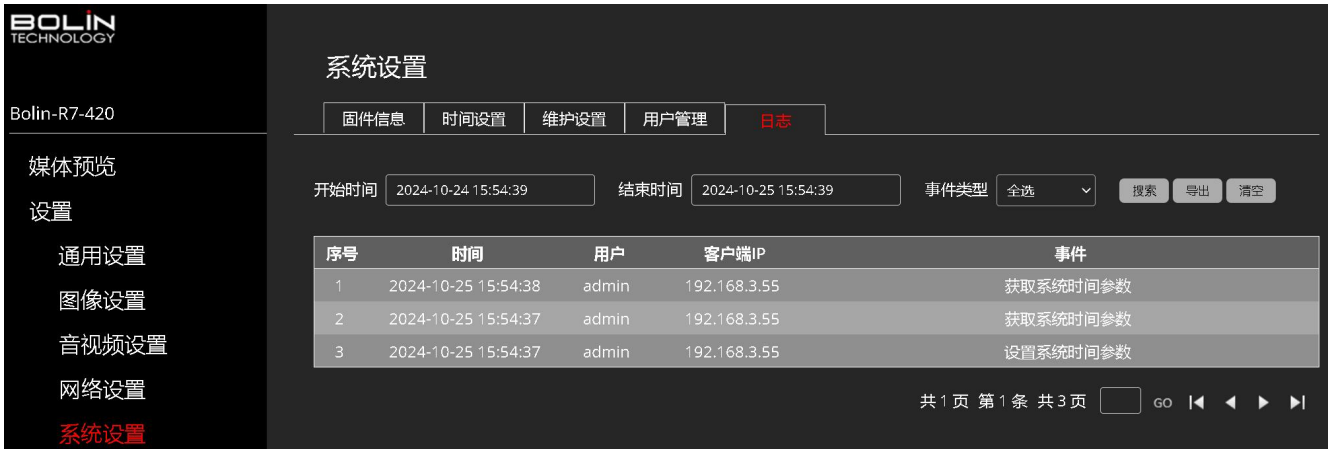 BOLIN
TECHNOLOGY
Bolin-R7-420
媒体预览
设置
通用设置
图像设置
音视频设置
网络设置
系统设置
系统设置
固件信息 时间设置 维护设置 用户管理 日志
开始时间 2024-10-24 15:54:39 结束时间 2024-10-25 15:54:39 事件类型 全选 搜索 导出 清空
序号 时间 用户 客户端IP 事件
1 2024-10-25 15:54:38 admin 192.168.3.55 获取系统时间参数
2 2024-10-25 15:54:37 admin 192.168.3.55 获取系统时间参数
3 2024-10-25 15:54:37 admin 192.168.3.55 设置系统时间参数
共1页 第1条 共3页 GO